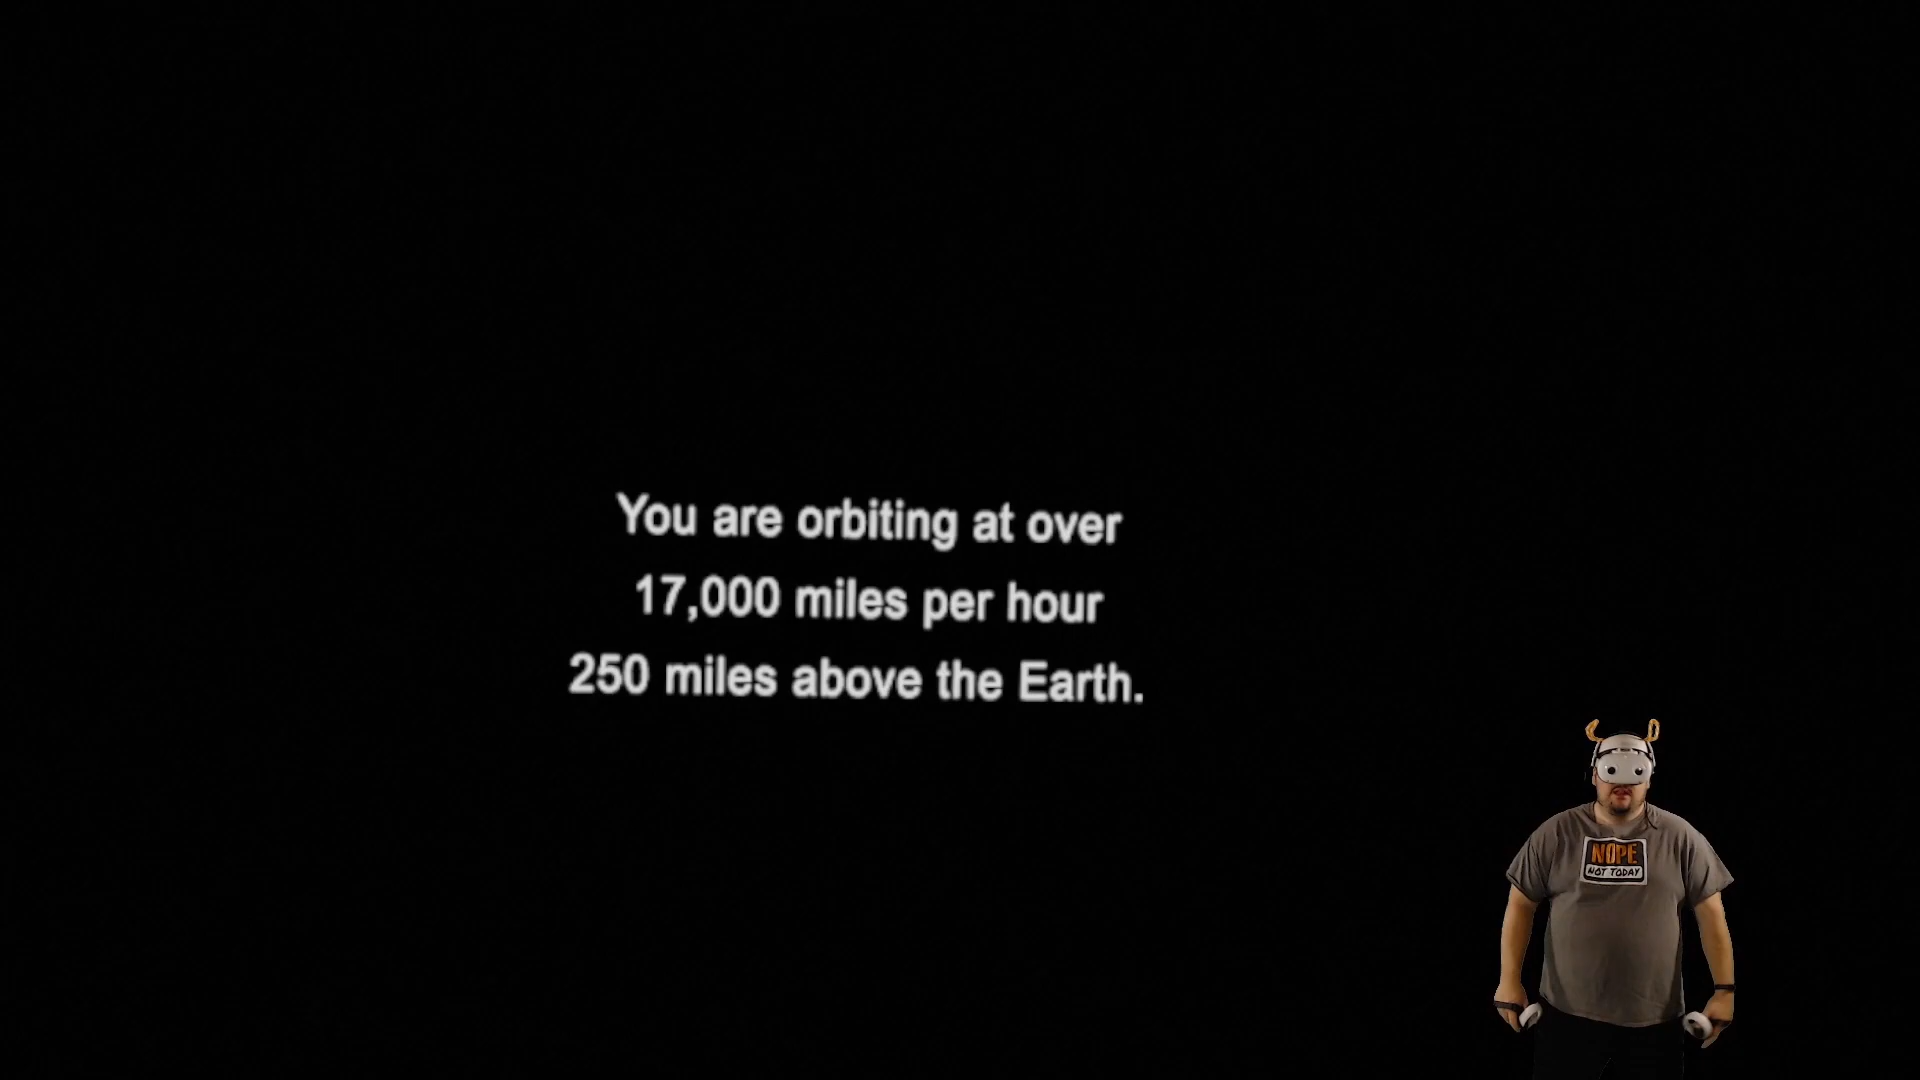 You are orbiting at over
17,000 miles per hour
250 miles above the Earth.
NOPE
NOT TODAY